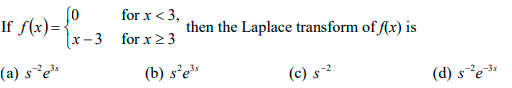 If f(x)= {0 for x < 3, x − 3 for x ≥ 3 then the Laplace transform of f(x) is
(a) s⁻²e³ˢ (b) s²e³ˢ (c) s⁻² (d) s⁻²e⁻³ˢ